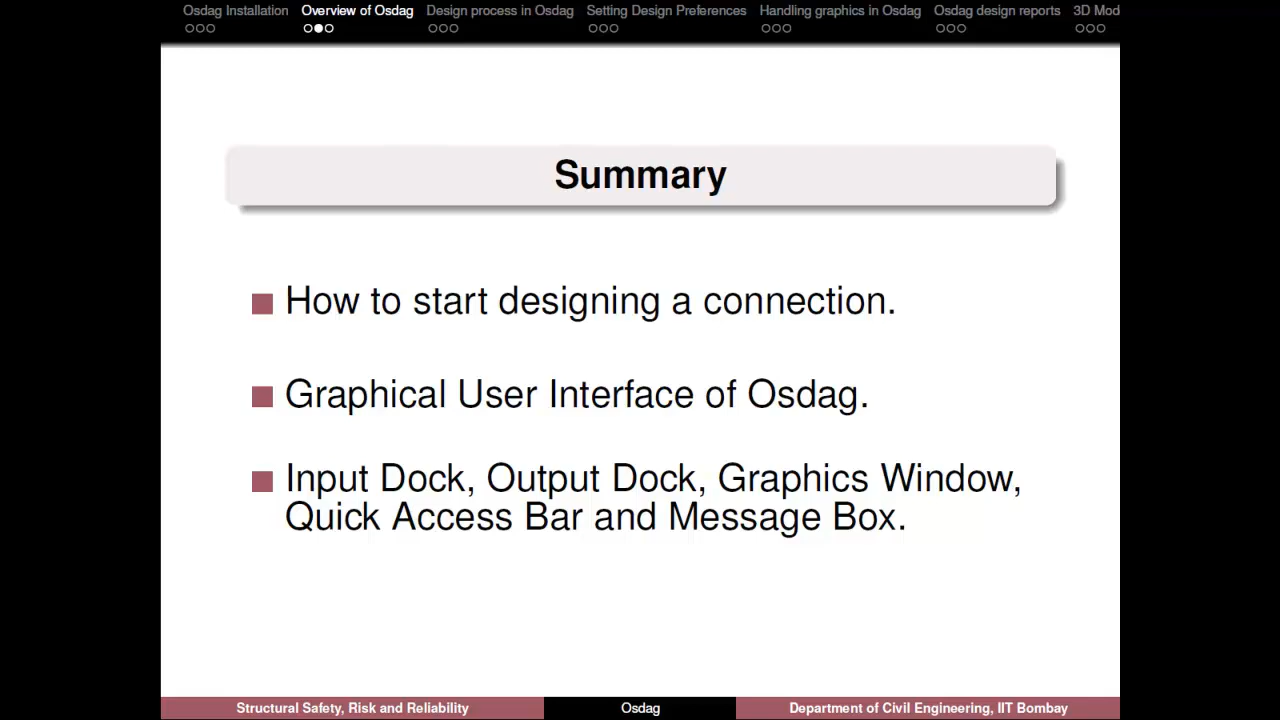 Osdag Installation Overview of Osdag Design process in Osdag Setting Design Preferences Handling graphics in Osdag Osdag design reports 3D Mod
Summary
How to start designing a connection.
Graphical User Interface of Osdag.
Input Dock, Output Dock, Graphics Window,
Quick Access Bar and Message Box.
Structural Safety, Risk and Reliability Osdag Department of Civil Engineering, IIT Bombay